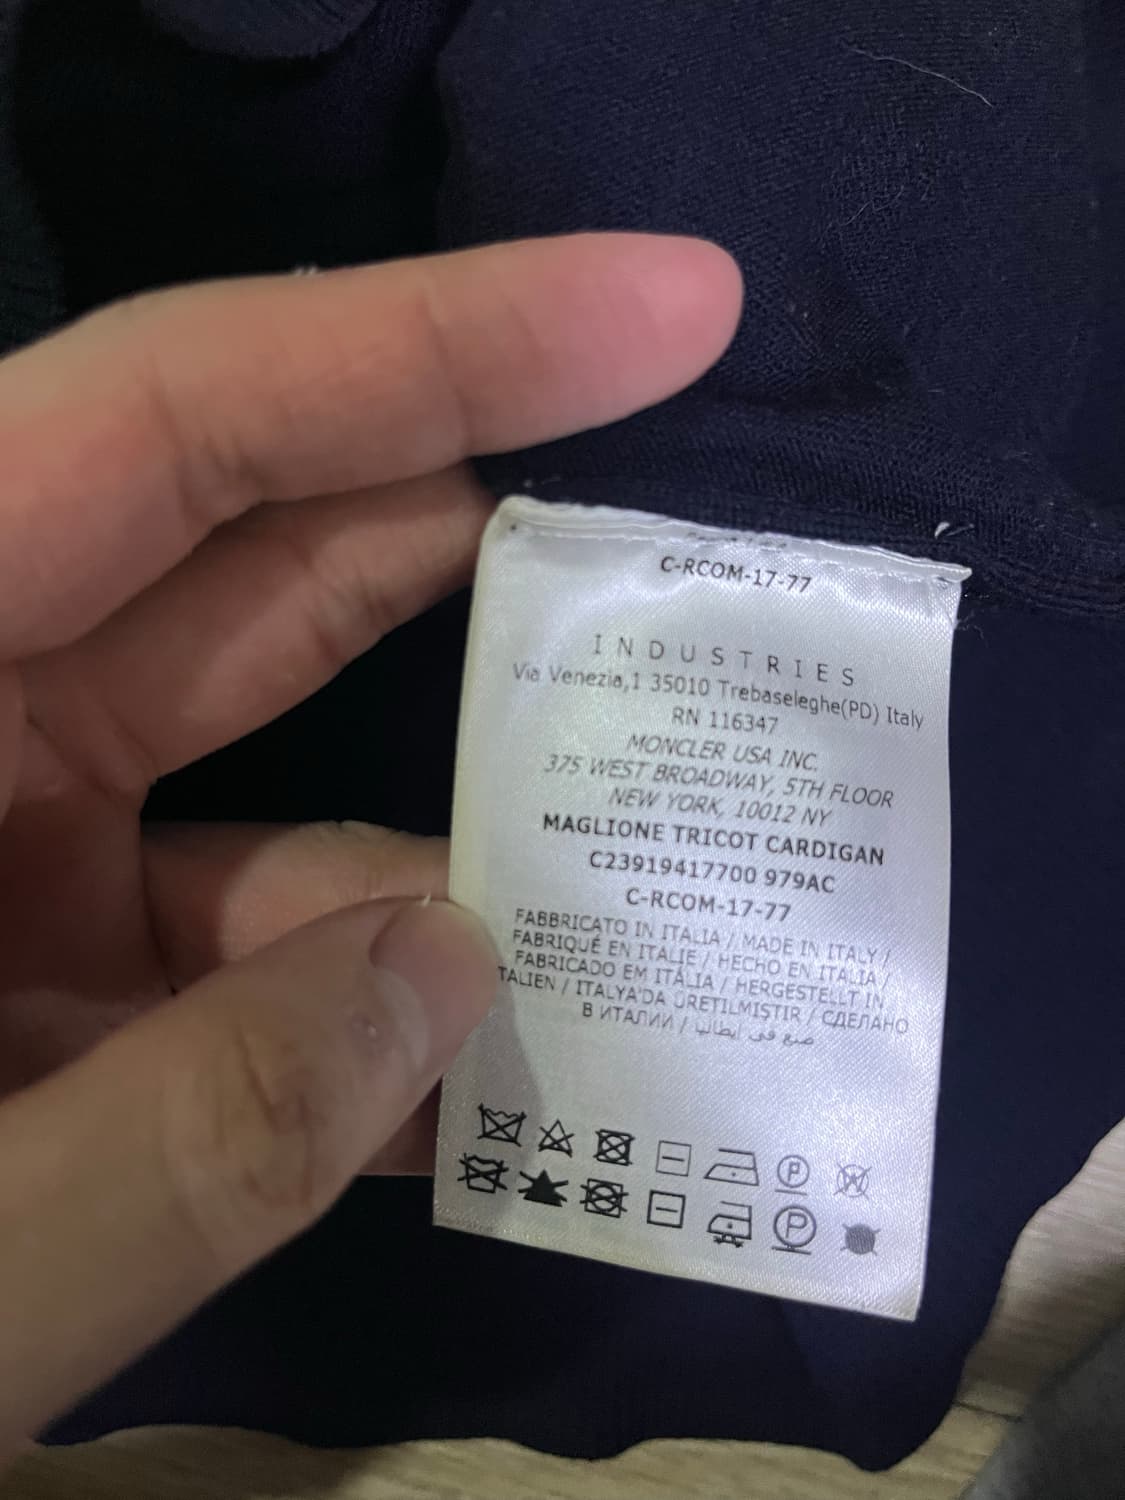 C-RCOM-17-77
INDUSTRIES
Via Venezia,1 35010 Trebaseleghe(PD) Italy
RN 116347
MONCLER USA INC.
375 WEST BROADWAY, 5TH FLOOR
NEW YORK, 10012 NY
MAGLIONE TRICOT CARDIGAN
C23919417700 979AC
C-RCOM-17-77
FABBRICATO IN ITALIA / MADE IN ITALY /
FABRIQUÉ EN ITALIE / HECHO EN ITALIA /
FABRICADO EM ITÁLIA / HERGESTELLT IN
TALIEN / ITALYA'DA ÜRETILMIŞTIR / СДЕЛАНО
В ИТАЛИИ / صنع في ايطاليا
P W
P